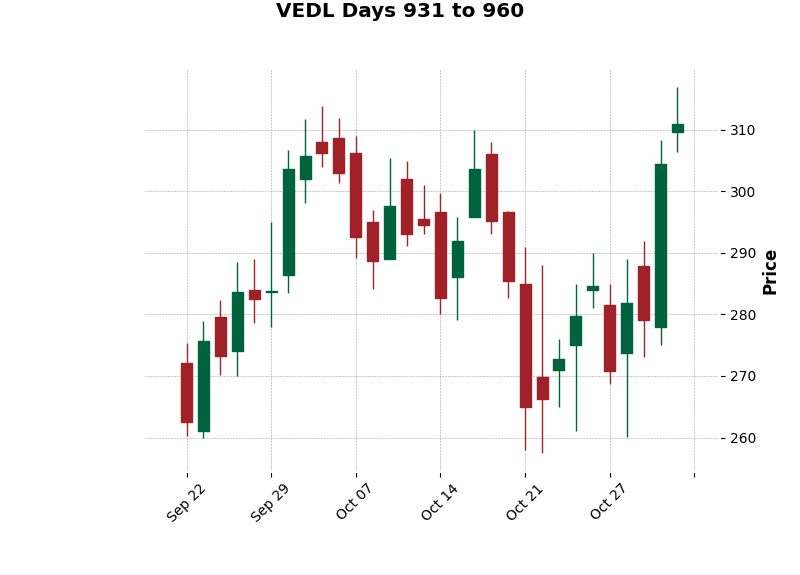 VEDL Days 931 to 960
310
300
290
280
270
260
Price
Sep 22
Sep 29
Oct 07
Oct 14
Oct 21
Oct 27